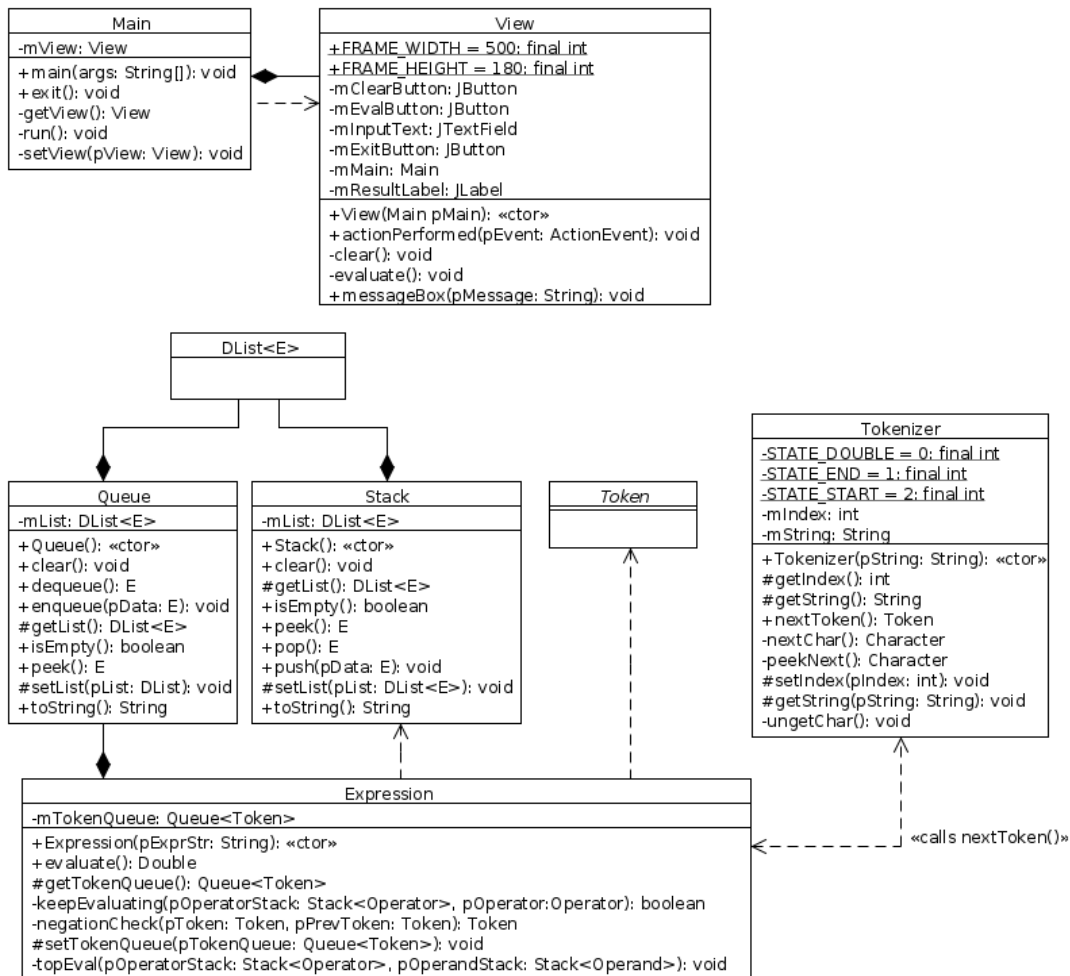 Main
-mView: View
+main(args: String[]): void
+exit(): void
-getView(): View
-run(): void
-setView(pView: View): void
View
+FRAME_WIDTH = 500: final int
+FRAME_HEIGHT = 180: final int
-mClearButton: JButton
-mEvalButton: JButton
-mInputText: JTextField
-mExitButton: JButton
-mMain: Main
-mResultLabel: JLabel
+View(Main pMain): «ctor»
+actionPerformed(pEvent: ActionEvent): void
-clear(): void
-evaluate(): void
+messageBox(pMessage: String): void
DList<E>
Queue
-mList: DList<E>
+Queue(): «ctor»
+clear(): void
+dequeue(): E
+enqueue(pData: E): void
#getList(): DList<E>
+isEmpty(): boolean
+peek(): E
#setList(pList: DList): void
+toString(): String
Stack
-mList: DList<E>
+Stack(): «ctor»
+clear(): void
#getList(): DList<E>
+isEmpty(): boolean
+peek(): E
+pop(): E
+push(pData: E): void
#setList(pList: DList<E>): void
+toString(): String
Token
Tokenizer
-STATE_DOUBLE = 0: final int
-STATE_END = 1: final int
-STATE_START = 2: final int
-mIndex: int
-mString: String
+Tokenizer(pString: String): «ctor»
#getIndex(): int
#getString(): String
+nextToken(): Token
-nextChar(): Character
-peekNext(): Character
#setIndex(pIndex: int): void
#getString(pString: String): void
-ungetChar(): void
Expression
-mTokenQueue: Queue<Token>
+Expression(pExprStr: String): «ctor»
+evaluate(): Double
#getTokenQueue(): Queue<Token>
-keepEvaluating(pOperatorStack: Stack<Operator>, pOperator:Operator): boolean
-negationCheck(pToken: Token, pPrevToken: Token): Token
#setTokenQueue(pTokenQueue: Queue<Token>): void
-topEval(pOperatorStack: Stack<Operator>, pOperandStack: Stack<Operand>): void
«calls nextToken()»